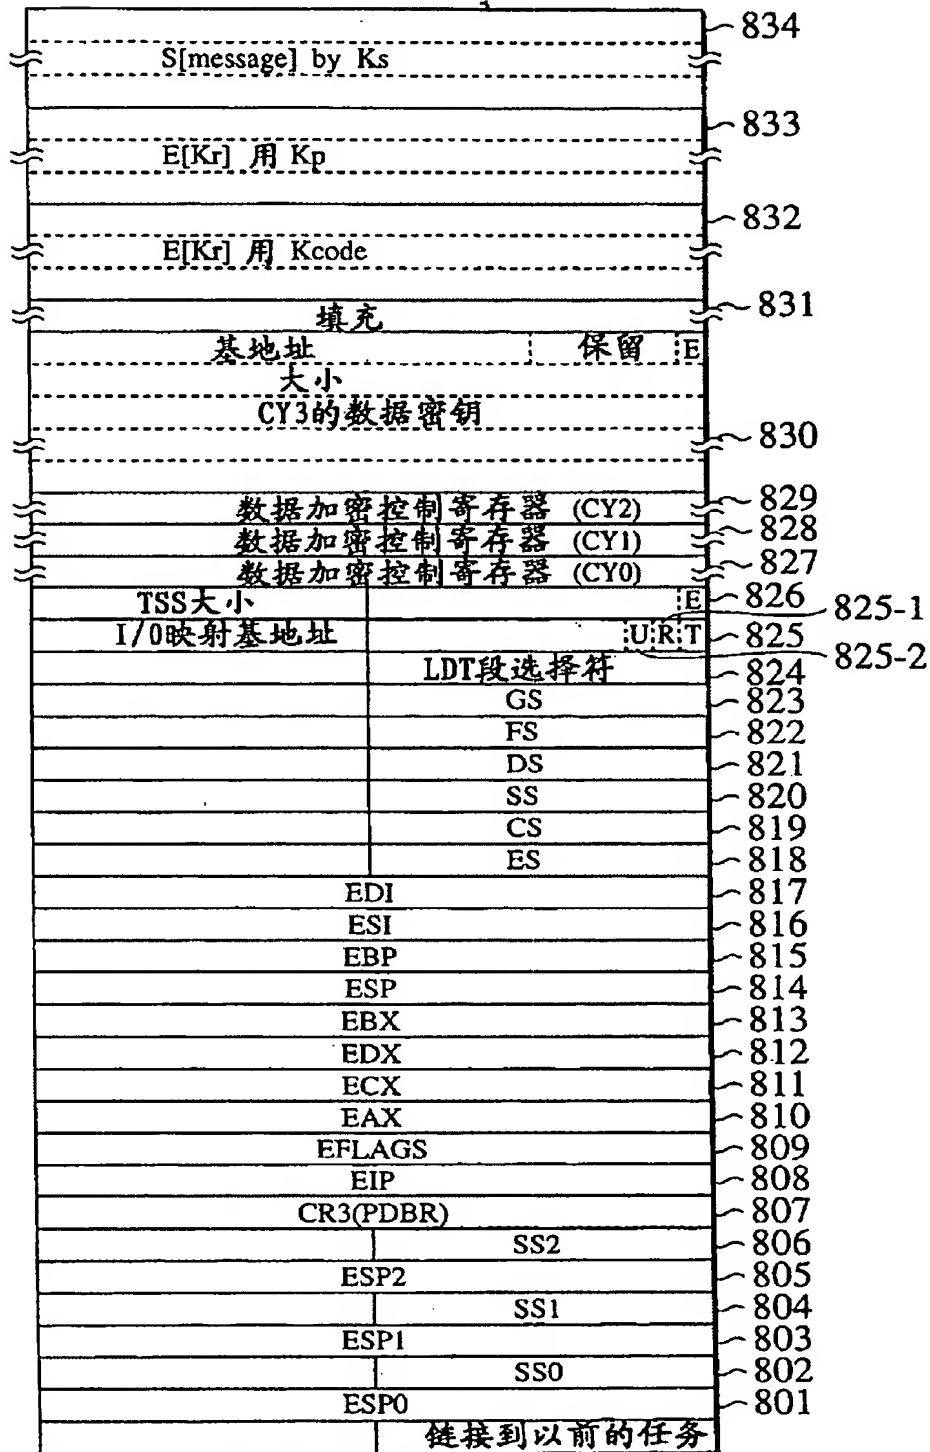 834
S[message] by Ks
833
E[Kr] 用 Kp
832
E[Kr] 用 Kcode
831
填充
基地址 保留 E
大小
CY3的数据密钥
830
数据加密控制寄存器 (CY2) 829
数据加密控制寄存器 (CY1) 828
数据加密控制寄存器 (CY0) 827
TSS大小 E 826 825-1
I/O映射基地址 U R T 825 825-2
LDT段选择符 824
GS 823
FS 822
DS 821
SS 820
CS 819
ES 818
EDI 817
ESI 816
EBP 815
ESP 814
EBX 813
EDX 812
ECX 811
EAX 810
EFLAGS 809
EIP 808
CR3(PDBR) 807
SS2 806
ESP2 805
SS1 804
ESP1 803
SS0 802
ESP0 801
链接到以前的任务